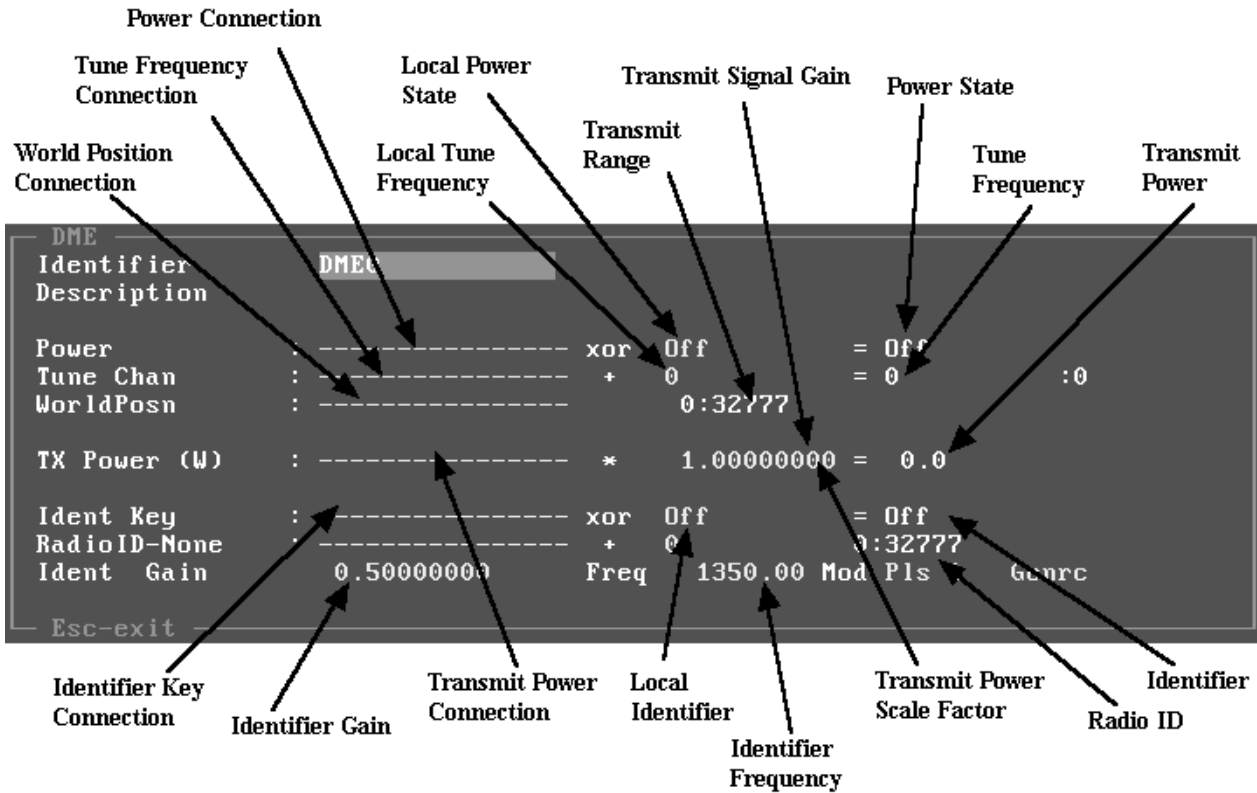 Power Connection
Tune Frequency
Connection
Local Power
State
Transmit Signal Gain
Power State
World Position
Connection
Local Tune
Frequency
Transmit
Range
Tune
Frequency
Transmit
Power
DME
Identifier
Description
Power : ------------------ xor Off = Off
Tune Chan : ------------------ + 0 = 0 :0
WorldPosn : ------------------ 0:32777
TX Power (W) : ------------------ * 1.00000000 = 0.0
Ident Key : ------------------ xor Off = Off
RadioID-None : ------------------ + 0 0:32777
Ident Gain 0.50000000 Freq 1350.00 Mod Pls Genrc
Esc-exit
Identifier Key
Connection
Identifier Gain
Transmit Power
Connection
Local
Identifier
Identifier
Frequency
Transmit Power
Scale Factor
Radio ID
Identifier